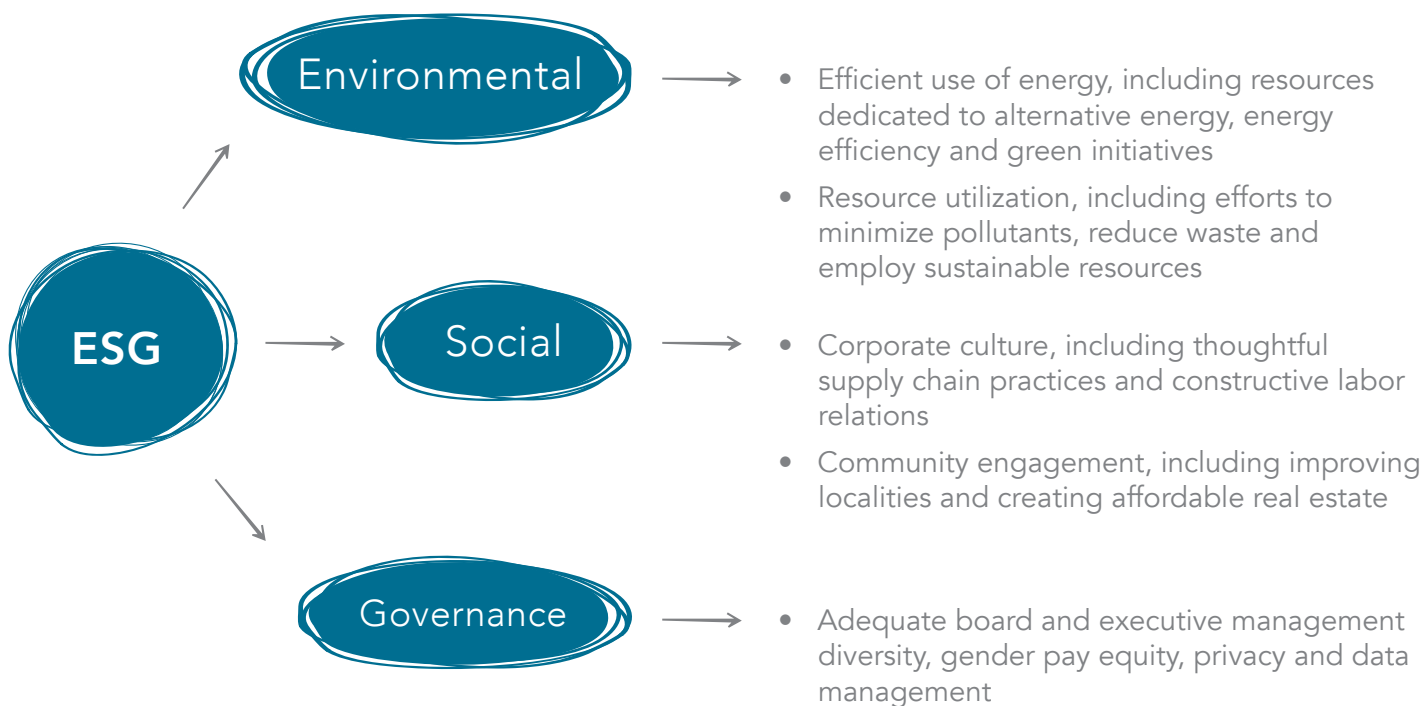 Environmental
• Efficient use of energy, including resources
dedicated to alternative energy, energy
efficiency and green initiatives
• Resource utilization, including efforts to
minimize pollutants, reduce waste and
employ sustainable resources
ESG
Social
• Corporate culture, including thoughtful
supply chain practices and constructive labor
relations
• Community engagement, including improving
localities and creating affordable real estate
Governance
• Adequate board and executive management
diversity, gender pay equity, privacy and data
management